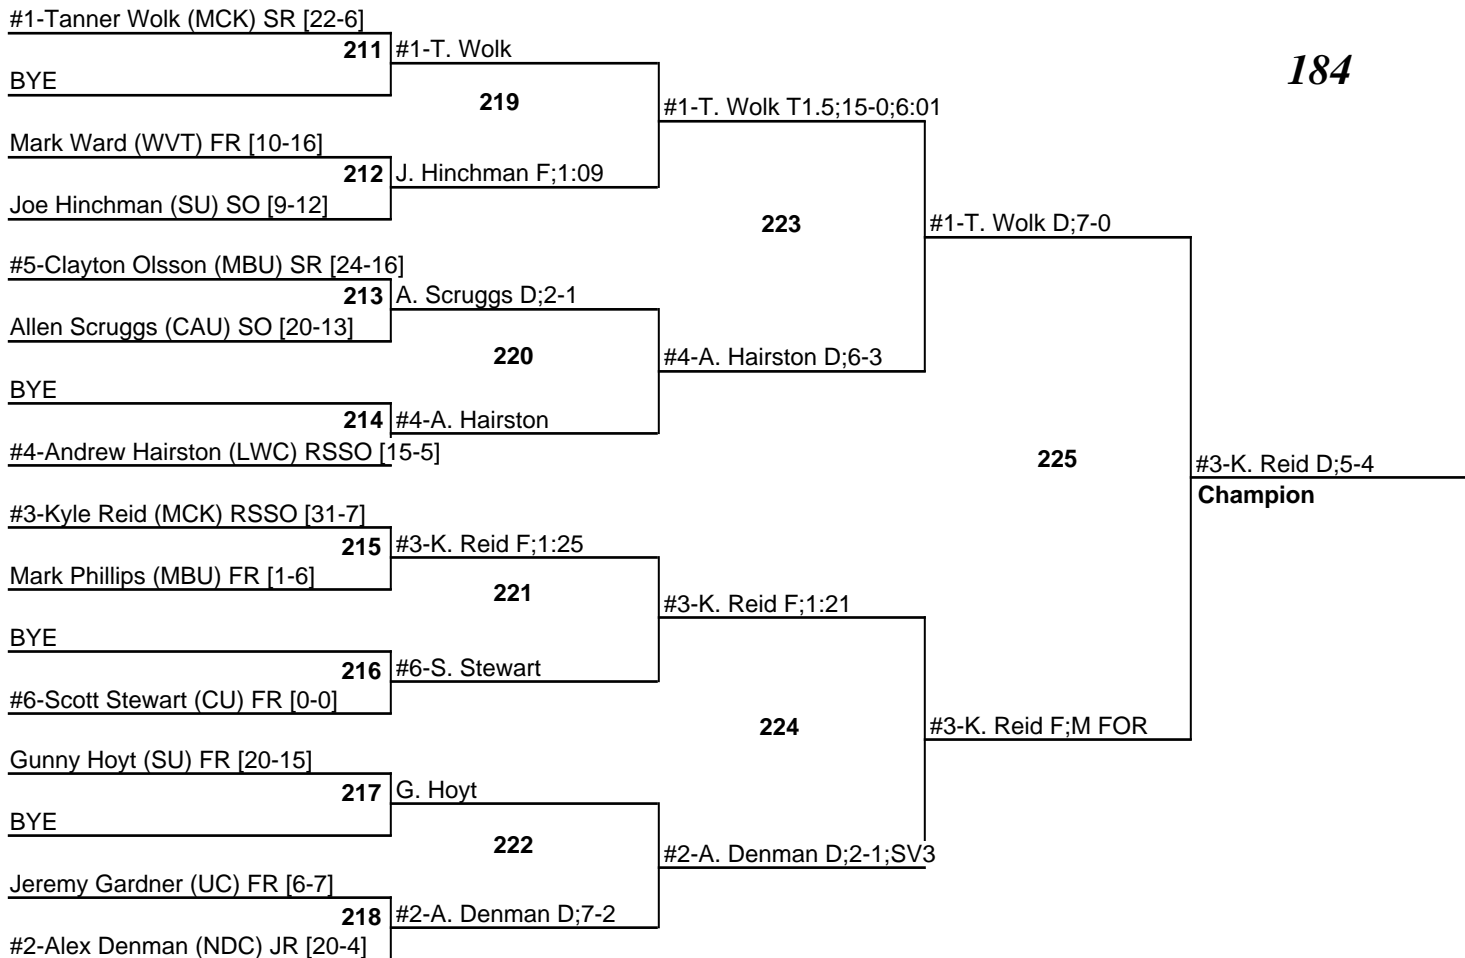 #1-Tanner Wolk (MCK) SR [22-6]
211 #1-T. Wolk
184
BYE
219
#1-T. Wolk T1.5;15-0;6:01
Mark Ward (WVT) FR [10-16]
212 J. Hinchman F;1:09
Joe Hinchman (SU) SO [9-12]
223
#1-T. Wolk D;7-0
#5-Clayton Olsson (MBU) SR [24-16]
213 A. Scruggs D;2-1
Allen Scruggs (CAU) SO [20-13]
220
#4-A. Hairston D;6-3
BYE
214 #4-A. Hairston
#4-Andrew Hairston (LWC) RSSO [15-5]
225
#3-K. Reid D;5-4
Champion
#3-Kyle Reid (MCK) RSSO [31-7]
215 #3-K. Reid F;1:25
Mark Phillips (MBU) FR [1-6]
221
#3-K. Reid F;1:21
BYE
216 #6-S. Stewart
#6-Scott Stewart (CU) FR [0-0]
224
#3-K. Reid F;M FOR
Gunny Hoyt (SU) FR [20-15]
217 G. Hoyt
BYE
222
#2-A. Denman D;2-1;SV3
Jeremy Gardner (UC) FR [6-7]
218 #2-A. Denman D;7-2
#2-Alex Denman (NDC) JR [20-4]